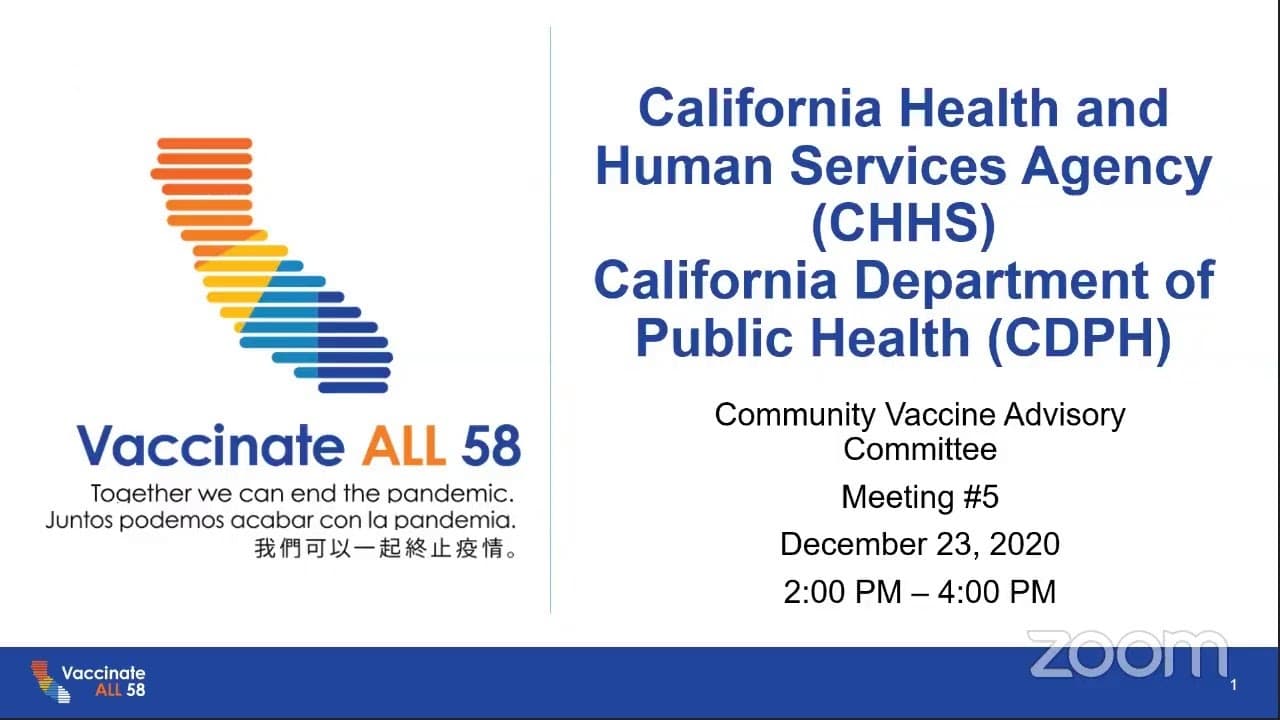 Vaccinate ALL 58
Together we can end the pandemic.
Juntos podemos acabar con la pandemia.
我們可以一起終止疫情。
California Health and
Human Services Agency
(CHHS)
California Department of
Public Health (CDPH)
Community Vaccine Advisory
Committee
Meeting #5
December 23, 2020
2:00 PM – 4:00 PM
Vaccinate
ALL 58
zoom
1